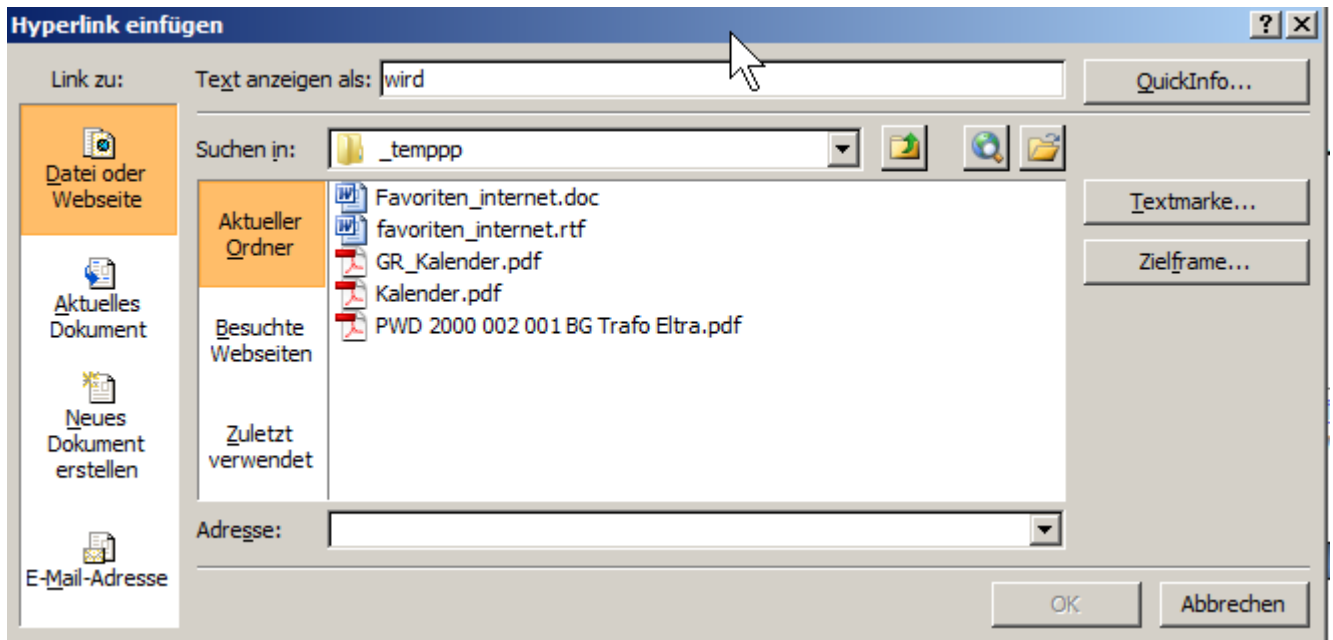 Hyperlink einfügen
Link zu:
Text anzeigen als: wird
QuickInfo...
Datei oder
Webseite
Aktuelles
Dokument
Neues
Dokument
erstellen
E-Mail-Adresse
Suchen in: _temppp
Aktueller
Ordner
Besuchte
Webseiten
Zuletzt
verwendet
Favoriten_internet.doc
favoriten_internet.rtf
GR_Kalender.pdf
Kalender.pdf
PWD 2000 002 001 BG Trafo Eltra.pdf
Textmarke...
Zielframe...
Adresse:
OK
Abbrechen